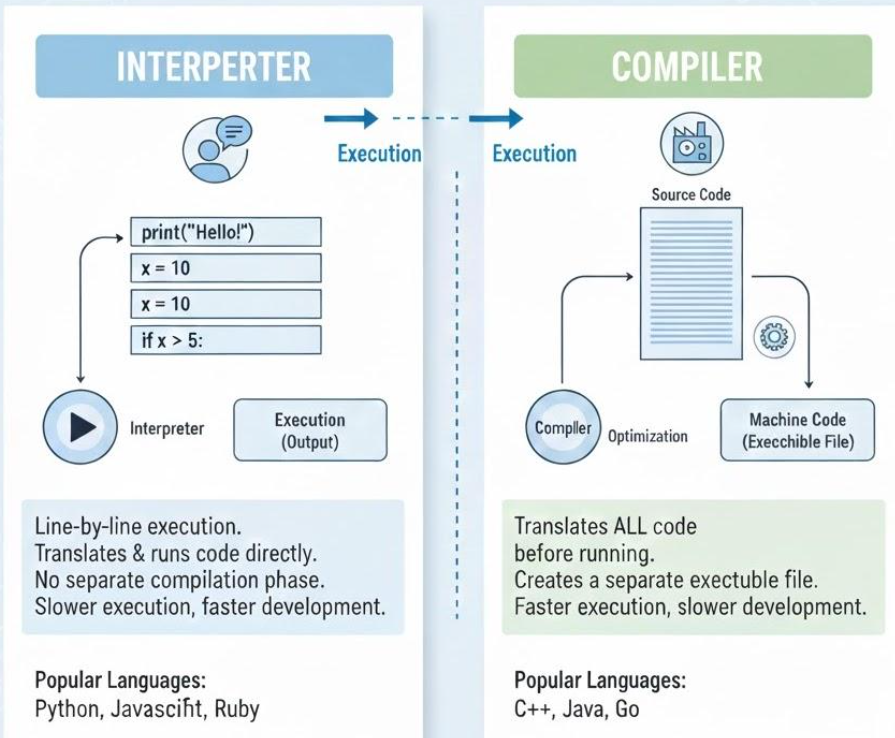 INTERPERTER
Execution
print("Hello!")
x = 10
x = 10
if x > 5:
Interpreter
Execution
(Output)
Line-by-line execution.
Translates & runs code directly.
No separate compilation phase.
Slower execution, faster development.
Popular Languages:
Python, Javasciſıt, Ruby
COMPILER
Execution
Source Code
Compller
Optimization
Machine Code
(Execchible File)
Translates ALL code
before running.
Creates a separate exectuble file.
Faster execution, slower development.
Popular Languages:
C++, Java, Go